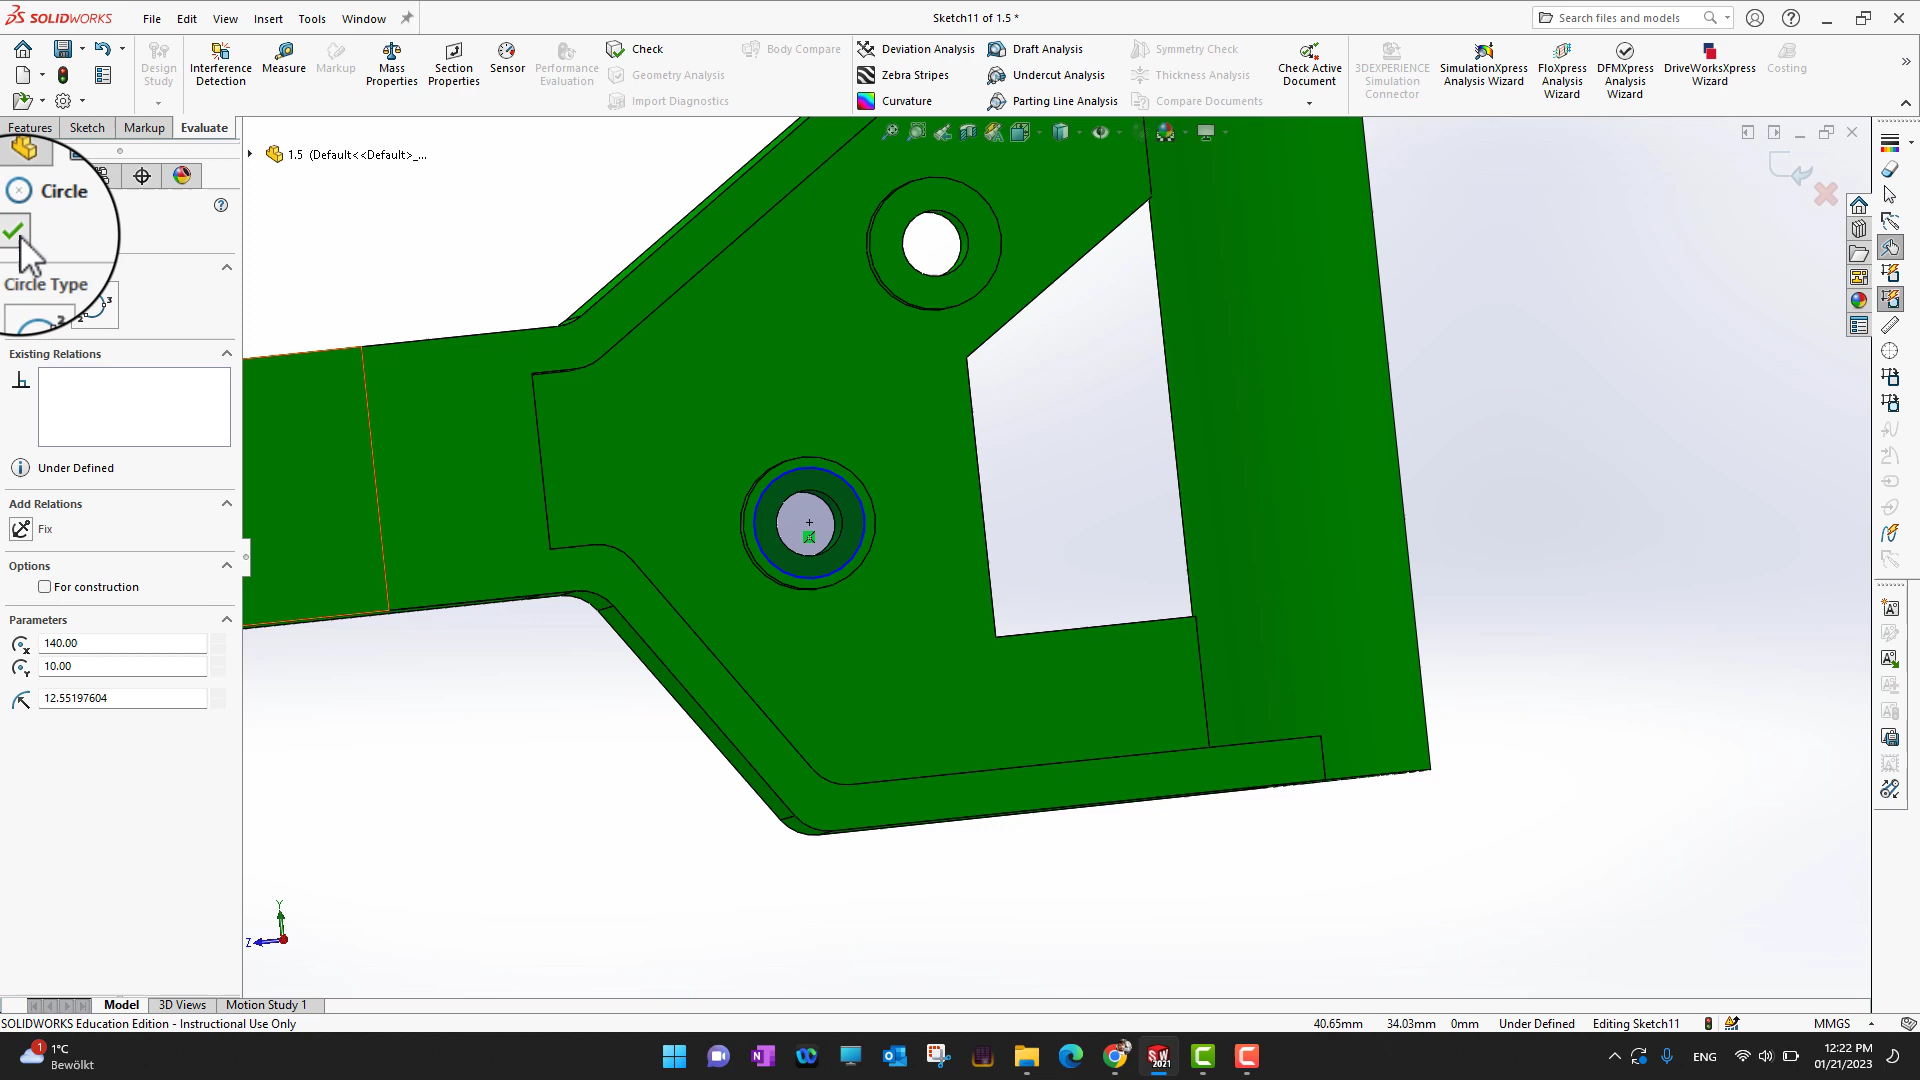 SOLIDWORKS
File Edit View Insert Tools Window
Sketch11 of 1.5 *
Search files and models
Design Study
Interference Detection
Measure
Markup
Mass Properties
Section Properties
Sensor
Performance Evaluation
Check
Geometry Analysis
Import Diagnostics
Body Compare
Deviation Analysis
Zebra Stripes
Curvature
Draft Analysis
Undercut Analysis
Parting Line Analysis
Symmetry Check
Thickness Analysis
Compare Documents
Check Active Document
3DEXPERIENCE Simulation Connector
SimulationXpress Analysis Wizard
FloXpress Analysis Wizard
DFMXpress Analysis Wizard
DriveWorksXpress Wizard
Costing
Features Sketch Markup Evaluate
1.5 (Default<<Default>_...
Circle
Circle Type
Existing Relations
Under Defined
Add Relations
Fix
Options
For construction
Parameters
140.00
10.00
12.55197604
Y
Z
Model 3D Views Motion Study 1
SOLIDWORKS Education Edition - Instructional Use Only
40.65mm 34.03mm 0mm Under Defined Editing Sketch11 MMGS
1
1°C
Bewölkt
SW
2021
ENG
12:22 PM
01/21/2023